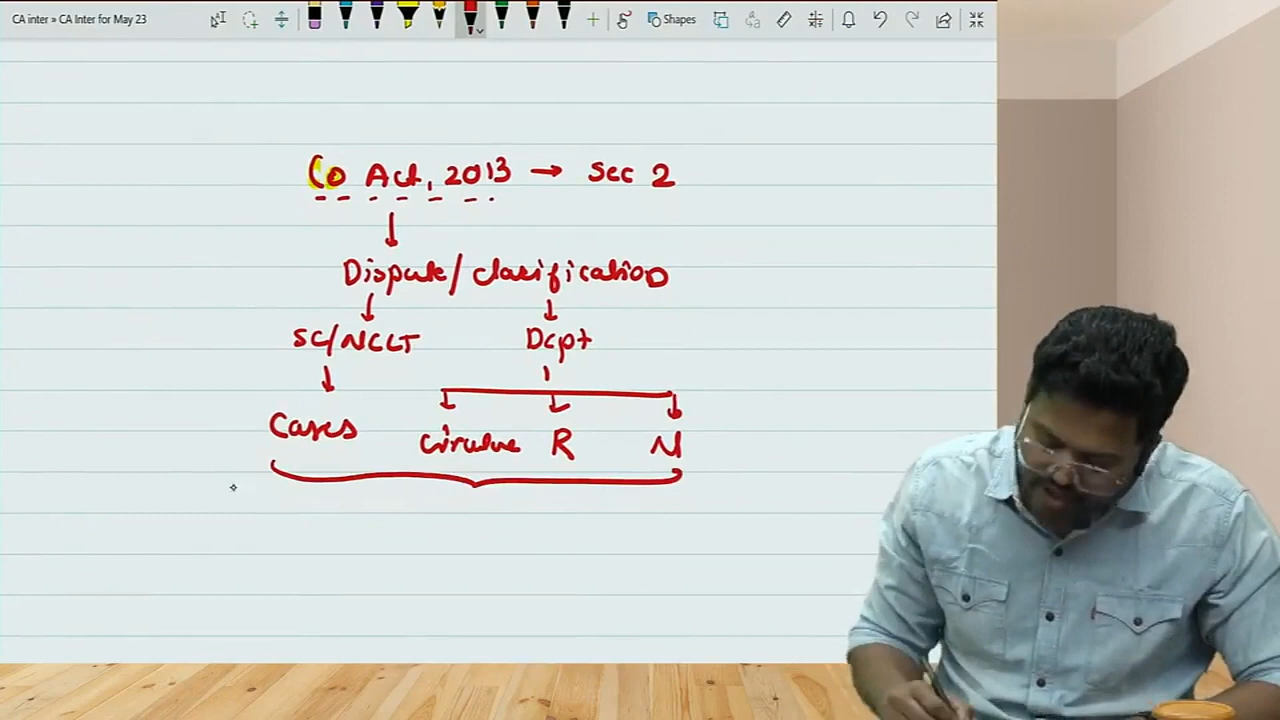 CA inter » CA Inter for May 23
Shapes
Co Act, 2013 → Sec 2
Dispute/clarification
SC/NCLT Dept
Cases circular R N